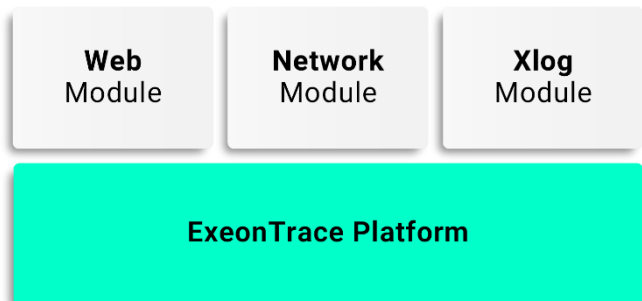 Web
Module
Network
Module
Xlog
Module
ExeonTrace Platform